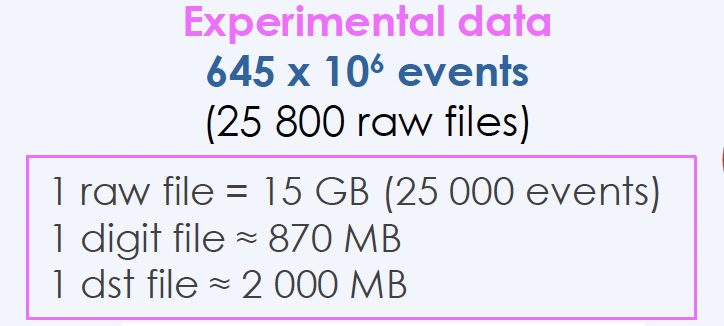 Experimental data
645 x 10⁶ events
(25 800 raw files)
1 raw file = 15 GB (25 000 events)
1 digit file ≈ 870 MB
1 dst file ≈ 2 000 MB